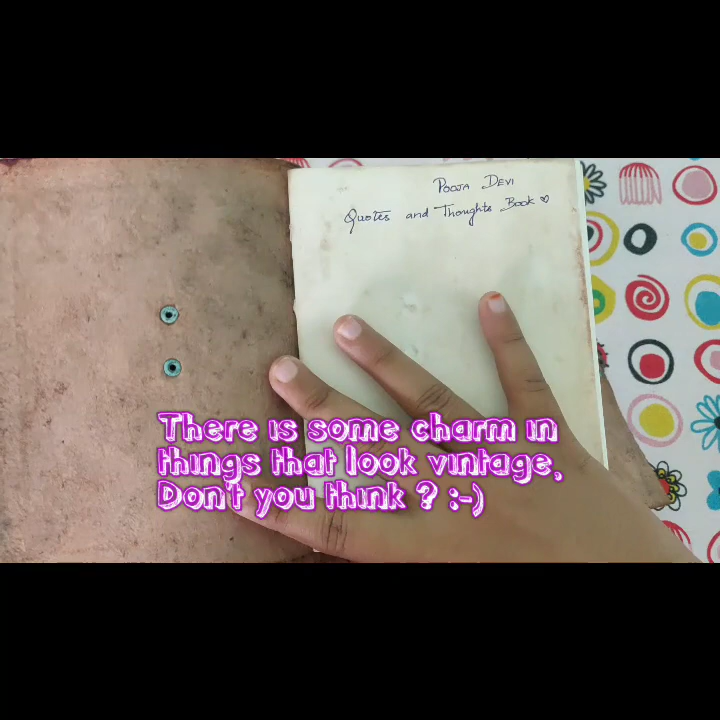 Pooja Devi
Quotes and Thoughts Book ♡
There is some charm in
things that look vintage,
Don't you think ? :-)